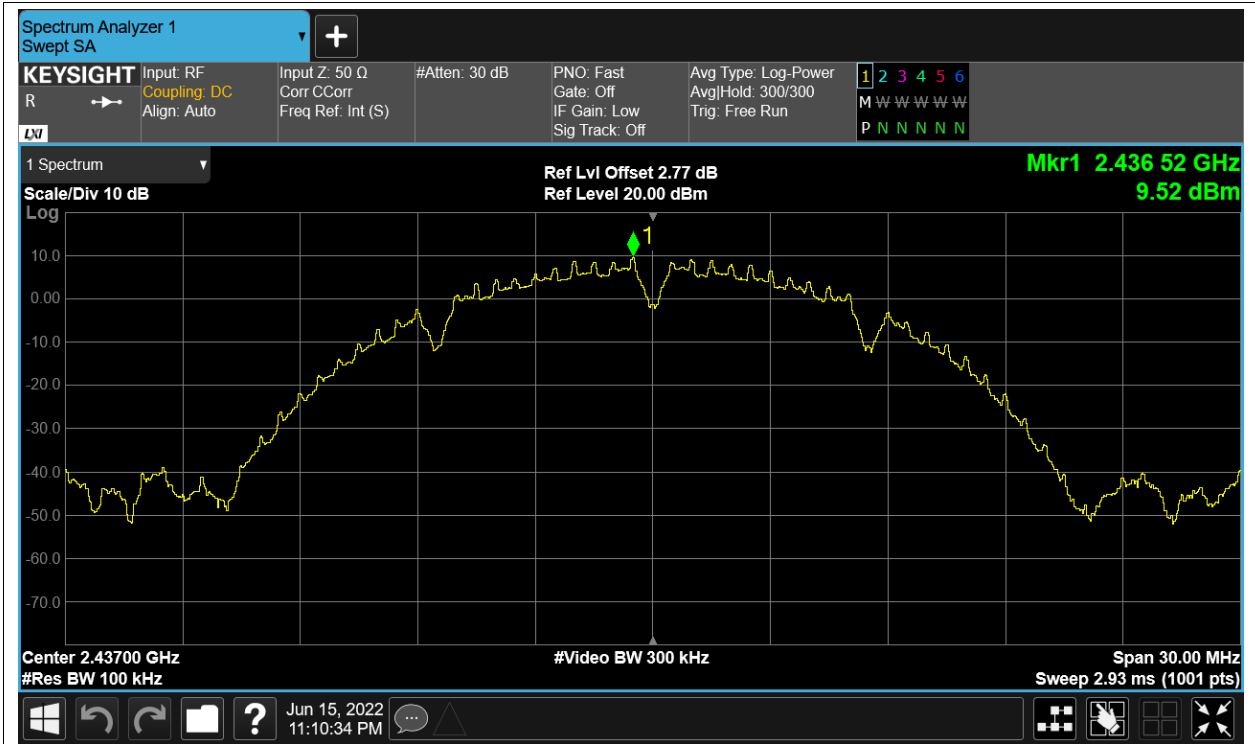 Spectrum Analyzer 1
Swept SA
+
KEYSIGHT
R
LXI
Input: RF
Coupling: DC
Align: Auto
Input Z: 50 Ω
Corr CCorr
Freq Ref: Int (S)
#Atten: 30 dB
PNO: Fast
Gate: Off
IF Gain: Low
Sig Track: Off
Avg Type: Log-Power
Avg|Hold: 300/300
Trig: Free Run
1 2 3 4 5 6
M W W W W W
P N N N N N
1 Spectrum
Scale/Div 10 dB
Log
Ref Lvl Offset 2.77 dB
Ref Level 20.00 dBm
Mkr1 2.436 52 GHz
9.52 dBm
1
10.0
0.00
-10.0
-20.0
-30.0
-40.0
-50.0
-60.0
-70.0
Center 2.43700 GHz
#Video BW 300 kHz
Span 30.00 MHz
#Res BW 100 kHz
Sweep 2.93 ms (1001 pts)
?
Jun 15, 2022
11:10:34 PM